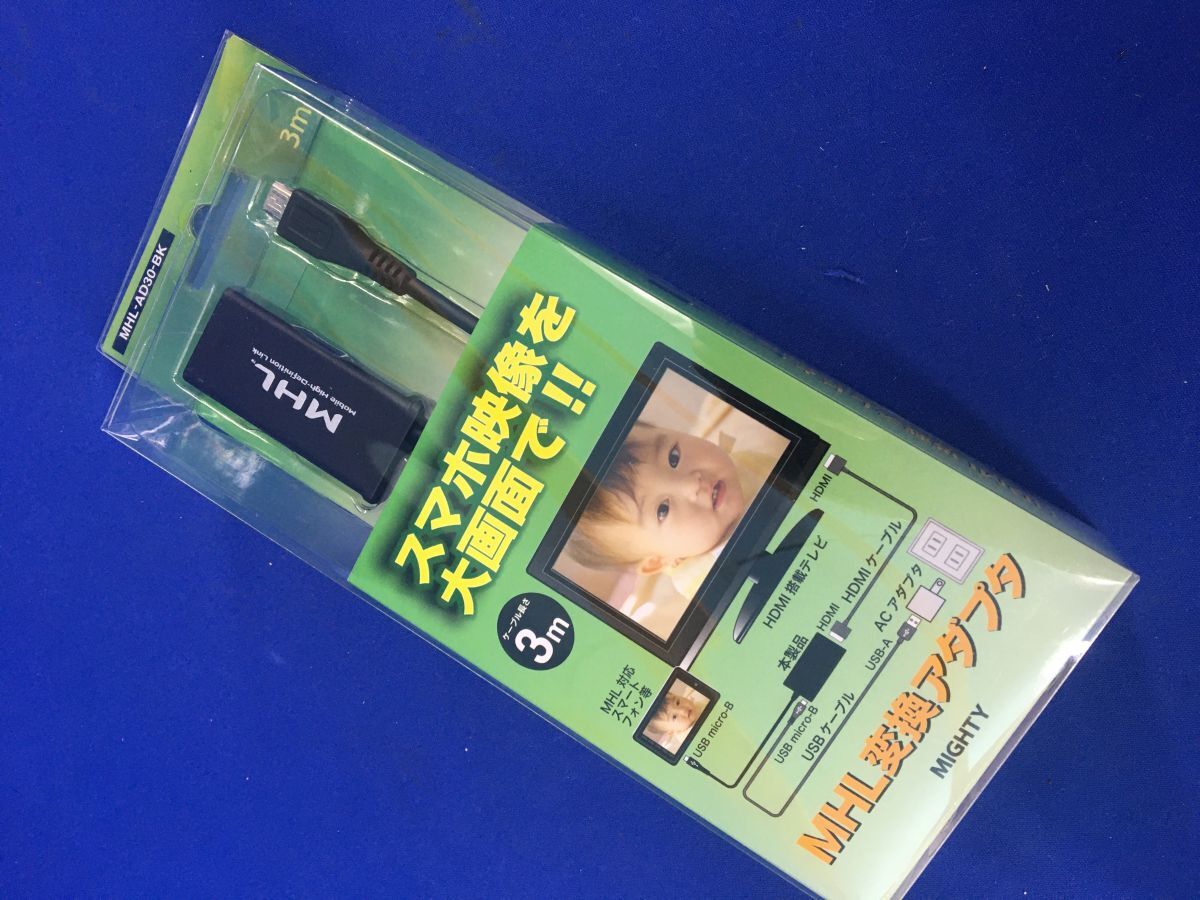 MHL-AD30-BK
3m
MHL
Mobile High-Definition Link
スマホ映像を
大画面で!!
ケーブル長さ
3m
HDMI
HDMI搭載テレビ
HDMIケーブル
MHL対応
スマート
フォン等
USB micro-B
本製品
HDMI
USB micro-B
USBケーブル
USB-A
ACアダプタ
MHL変換アダプタ
MIGHTY